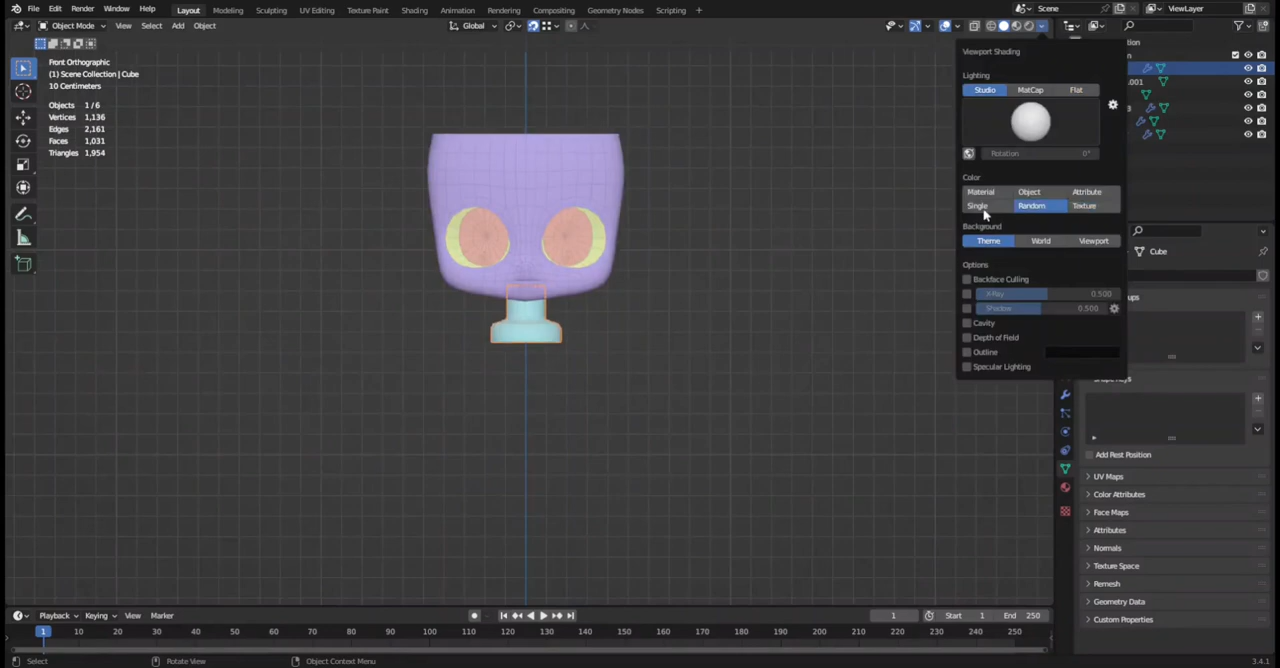 File Edit Render Window Help Layout Modeling Sculpting UV Editing Texture Paint Shading Animation Rendering Compositing Geometry Nodes Scripting + Scene ViewLayer
Object Mode View Select Add Object Global
Front Orthographic
(1) Scene Collection | Cube
10 Centimeters
Objects 1 / 6
Vertices 1,136
Edges 2,161
Faces 1,031
Triangles 1,954
Viewport Shading
Lighting
Studio MatCap Flat
Rotation 0°
Color
Material Object Attribute
Single Random Texture
Background
Theme World Viewport
Options
Backface Culling
X-Ray 0.500
Shadow 0.500
Cavity
Depth of Field
Outline
Specular Lighting
ction
n
.001
Cube
ups
Add Rest Position
UV Maps
Color Attributes
Face Maps
Attributes
Normals
Texture Space
Remesh
Geometry Data
Custom Properties
Playback Keying View Marker 1 Start 1 End 250
1 10 20 30 40 50 60 70 80 90 100 110 120 130 140 150 160 170 180 190 200 210 220 230 240 250
Select Rotate View Object Context Menu 3.4.1